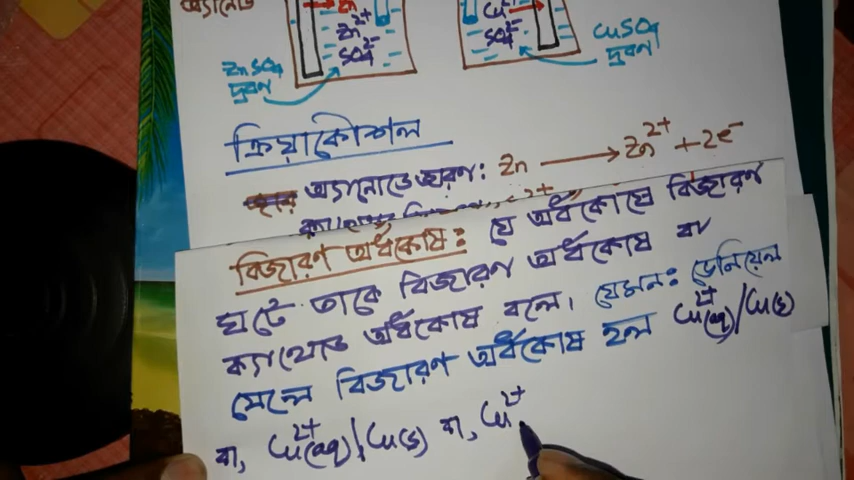 অ্যানোড
Zn²⁺
SO₄²⁻
Cu²⁺
SO₄²⁻
ZnSO₄
দ্রবণ
CuSO₄
দ্রবণ
ক্রিয়াকৌশল
অ্যানোডে জারণ: Zn ⟶ Zn²⁺ + 2e⁻
বিজারণ অর্ধকোষ: যে অর্ধকোষে বিজারণ
ঘটে তাকে বিজারণ অর্ধকোষ বা
ক্যাথোড অর্ধকোষ বলে। যেমন: ডেনিয়েল
সেলে বিজারণ অর্ধকোষ হল Cu²⁺(aq)/Cu(s)
বা, Cu²⁺(aq)|Cu(s) বা, Cu²⁺